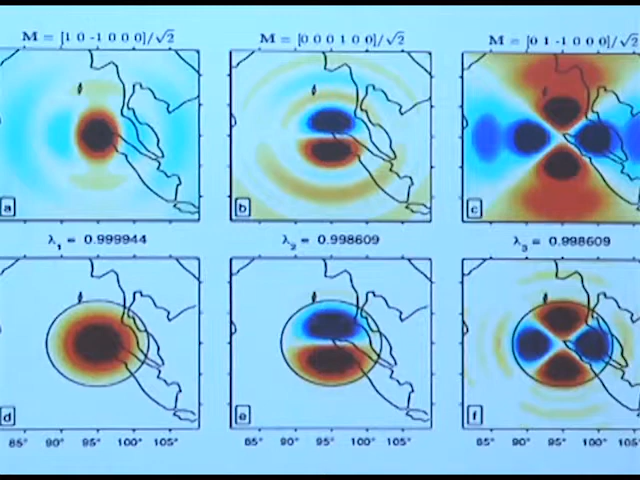 M = [1 0 -1 0 0 0]/√2
M = [0 0 0 1 0 0]/√2
M = [0 1 -1 0 0 0]/√2
a
b
c
λ₁ = 0.999944
λ₂ = 0.998609
λ₃ = 0.998609
d
e
f
85° 90° 95° 100° 105°
85° 90° 95° 100° 105°
85° 90° 95° 100° 105°